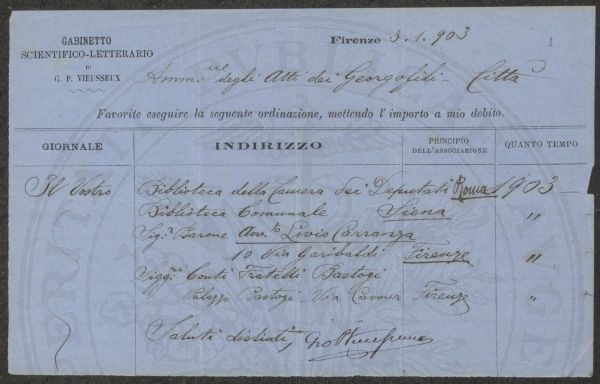 GABINETTO
SCIENTIFICO-LETTERARIO
DI
G. P. VIEUSSEUX
Firenze 3.1.903
1
Amm.ne degli Atti dei Georgofili - Città
Favorite eseguire la seguente ordinazione, mettendo l'importo a mio debito.
GIORNALE INDIRIZZO PRINCIPIO DELL'ASSOCIAZIONE QUANTO TEMPO
Il Vostro Biblioteca della Camera dei Deputati Roma 1903 —
Biblioteca Comunale Siena "
Sig.r Barone Avv.to Livio Carranza
10 Via Garibaldi Firenze "
Sigg.ri Conti Fratelli Bastogi
Palazzo Bastogi - Via Cavour Firenze "
Saluti distinti,